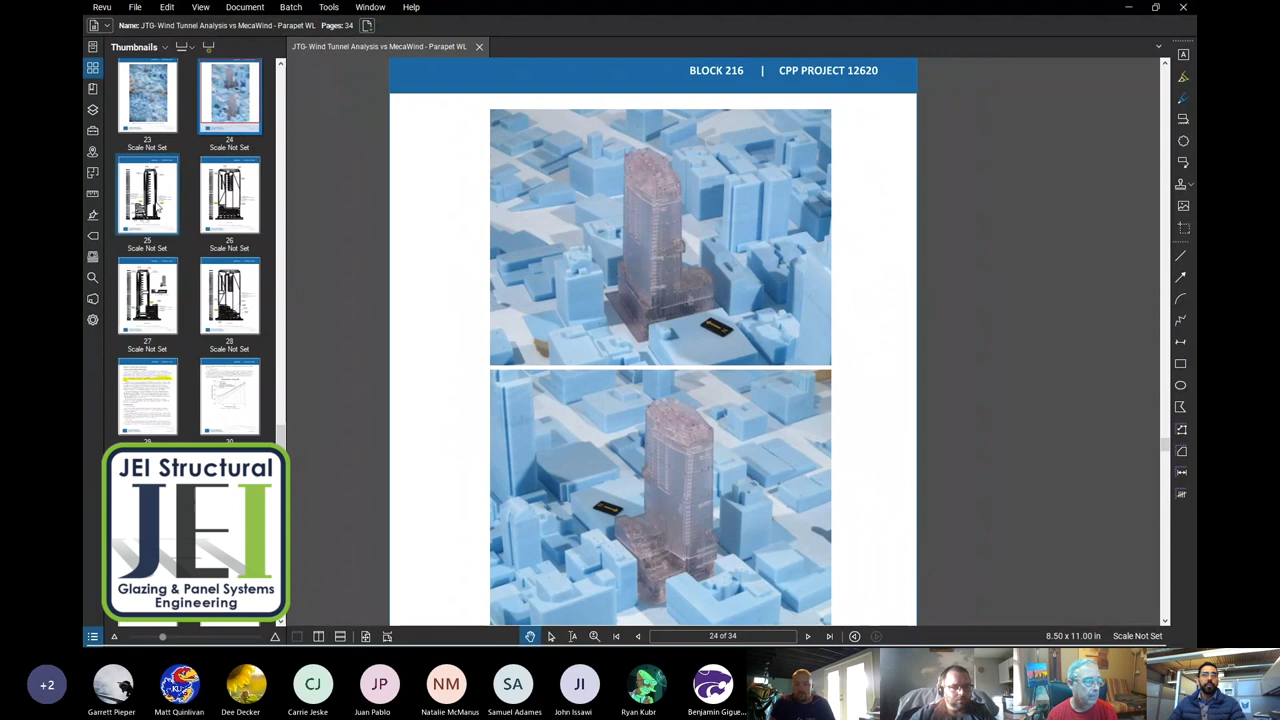 Revu File Edit View Document Batch Tools Window Help
Name: JTG- Wind Tunnel Analysis vs MecaWind - Parapet WL Pages: 34
Thumbnails
JTG- Wind Tunnel Analysis vs MecaWind - Parapet WL
BLOCK 216 | CPP PROJECT 12620
23
Scale Not Set
24
Scale Not Set
25
Scale Not Set
26
Scale Not Set
27
Scale Not Set
28
Scale Not Set
JEI Structural
JEI
Glazing & Panel Systems
Engineering
24 of 34
8.50 x 11.00 in Scale Not Set
+2
KU
CJ
JP
NM
SA
JI
Garrett Pieper
Matt Quinlivan
Dee Decker
Carrie Jeske
Juan Pablo
Natalie McManus
Samuel Adames
John Issawi
Ryan Kubr
Benjamin Gigue...